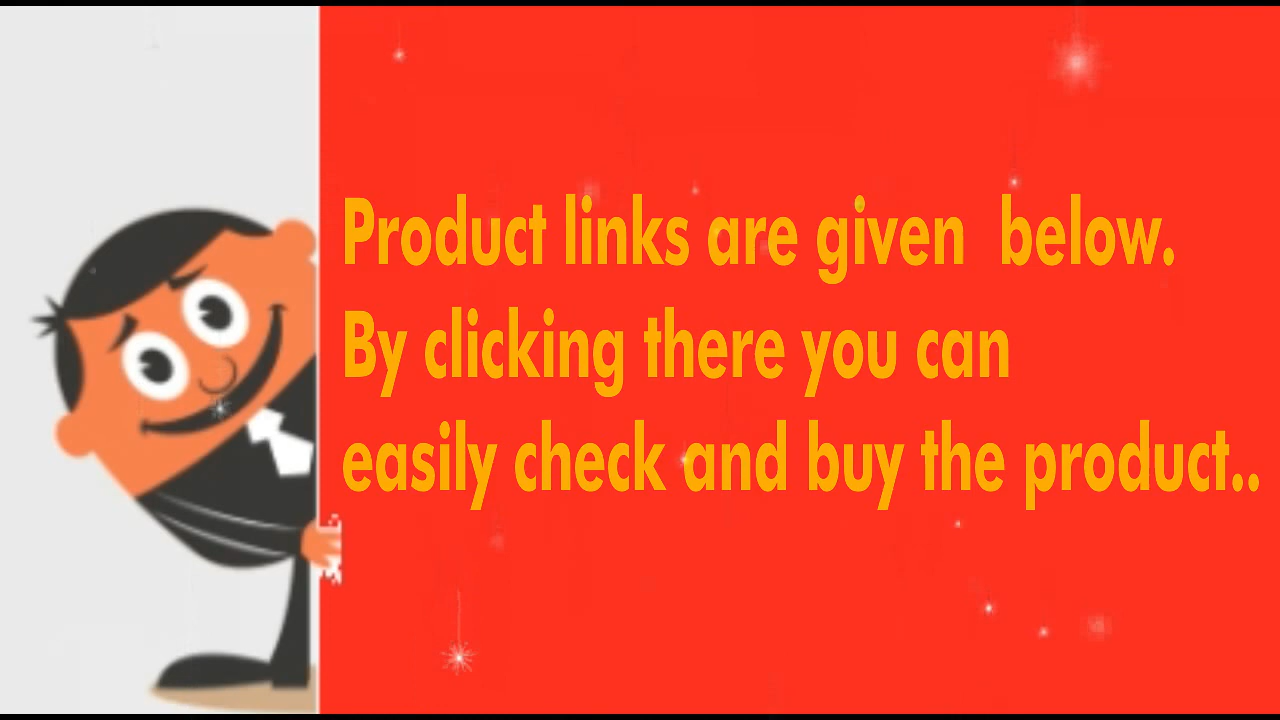 Product links are given  below.
By clicking there you can
easily check and buy the product..